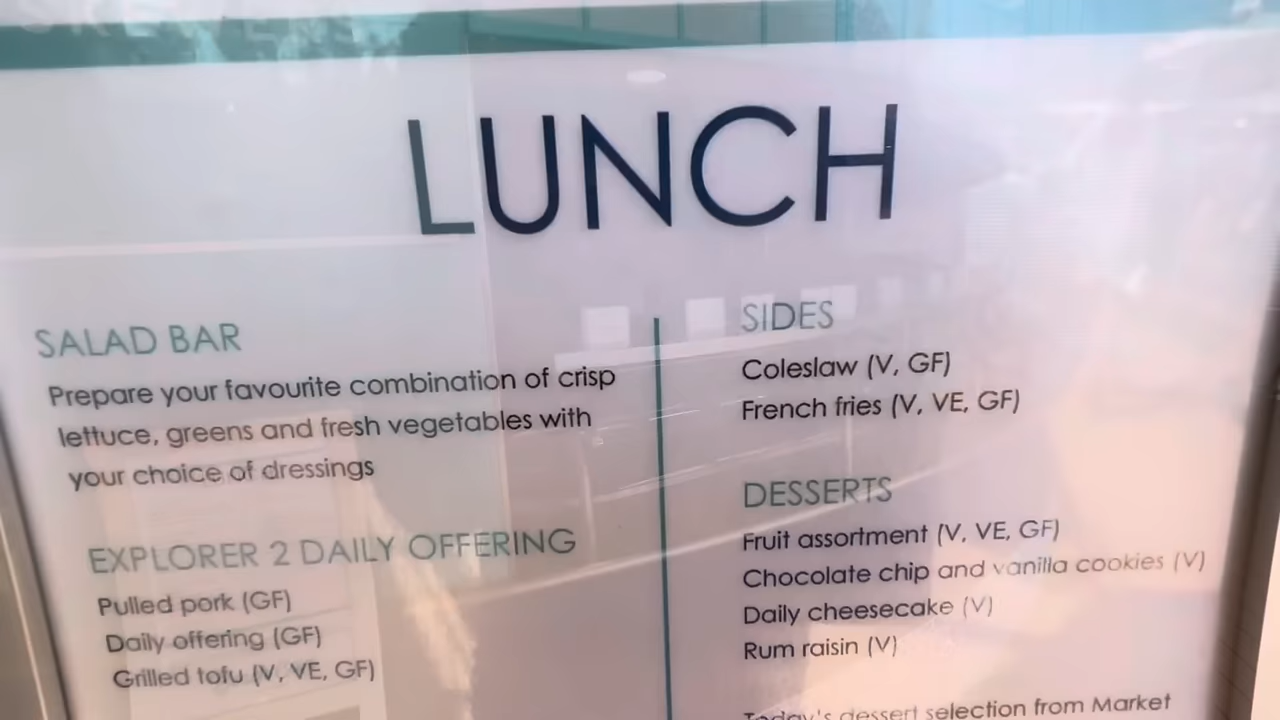 LUNCH
SALAD BAR
Prepare your favourite combination of crisp
lettuce, greens and fresh vegetables with
your choice of dressings
EXPLORER 2 DAILY OFFERING
Pulled pork (GF)
Daily offering (GF)
Grilled tofu (V, VE, GF)
SIDES
Coleslaw (V, GF)
French fries (V, VE, GF)
DESSERTS
Fruit assortment (V, VE, GF)
Chocolate chip and vanilla cookies (V)
Daily cheesecake (V)
Rum raisin (V)
Today's dessert selection from Market